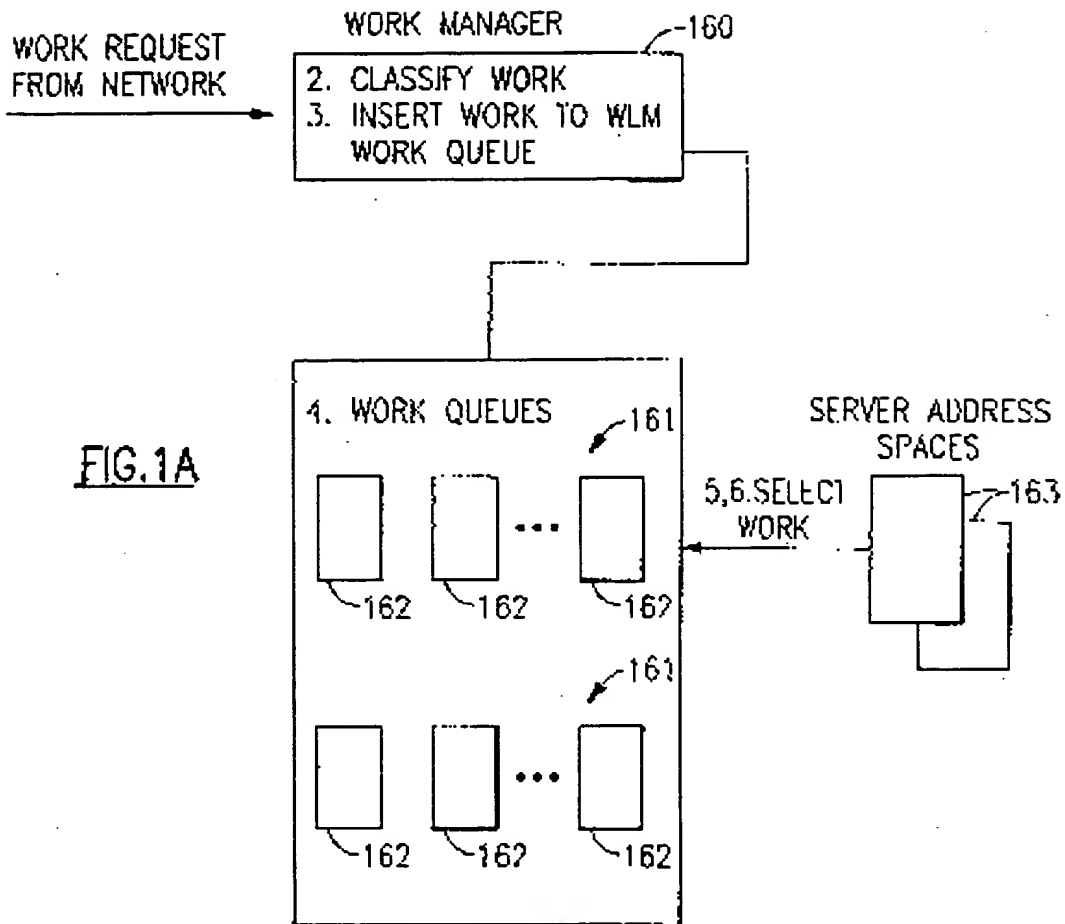 WORK MANAGER
160
WORK REQUEST
FROM NETWORK
2. CLASSIFY WORK
3. INSERT WORK TO WLM
WORK QUEUE
4. WORK QUEUES
161
SERVER ADDRESS
SPACES
FIG.1A
5,6.SELECT
WORK
163
162
162
162
161
162
162
162